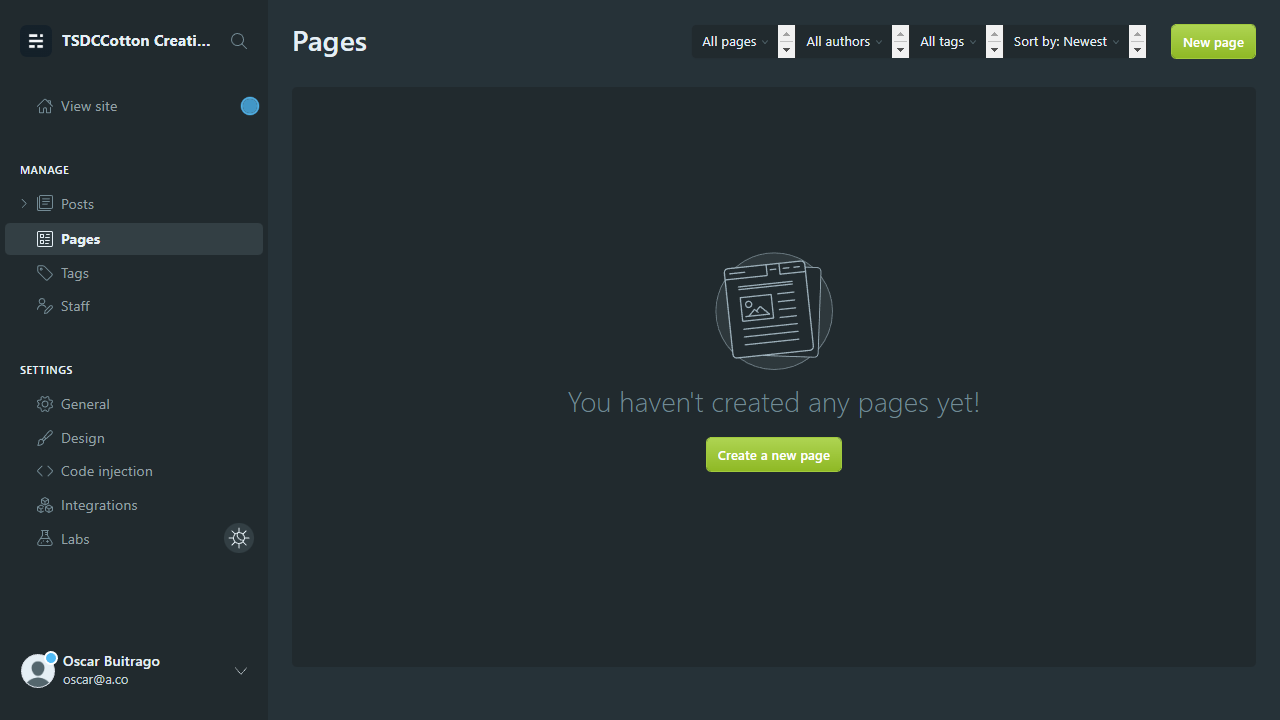 TSDCCotton Creati...
View site
MANAGE
Posts
Pages
Tags
Staff
SETTINGS
General
Design
Code injection
Integrations
Labs
Oscar Buitrago
oscar@a.co
Pages
All pages
All authors
All tags
Sort by: Newest
New page
You haven't created any pages yet!
Create a new page